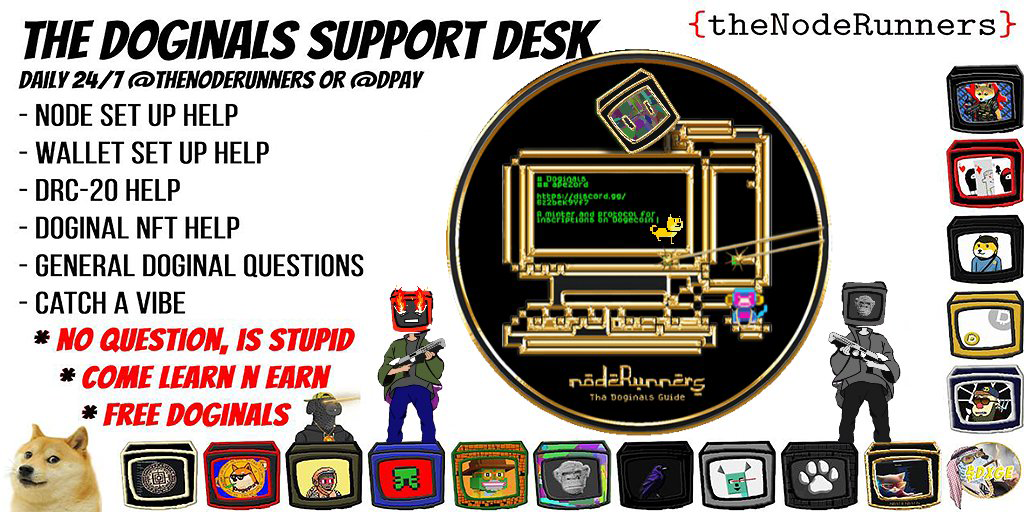 THE DOGINALS SUPPORT DESK
{theNodeRunners}
DAILY 24/7 @THENODERUNNERS OR @DPAY
- NODE SET UP HELP
- WALLET SET UP HELP
- DRC-20 HELP
- DOGINAL NFT HELP
- GENERAL DOGINAL QUESTIONS
- CATCH A VIBE
* NO QUESTION, IS STUPID
* COME LEARN N EARN
* FREE DOGINALS
# Doginals
## apezord
https://discord.gg/
A minter and protocol for
inscriptions on Dogecoin
nodeRunners
Tha Doginals Guide